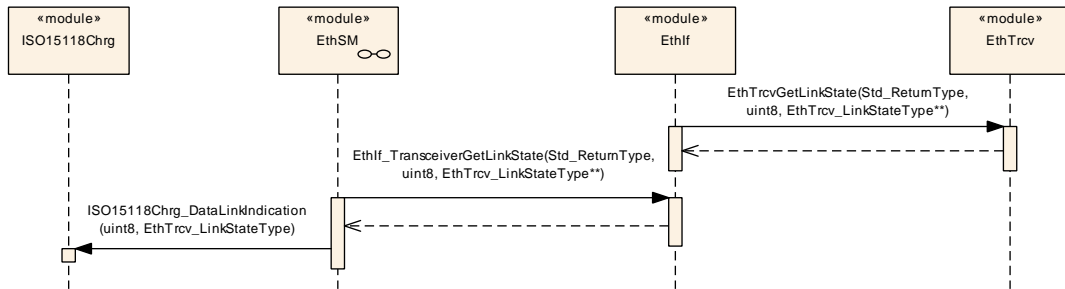 «module»
ISO15118Chrg
«module»
EthSM
«module»
EthIf
«module»
EthTrcv
EthTrcvGetLinkState(Std_ReturnType,
uint8, EthTrcv_LinkStateType**)
EthIf_TransceiverGetLinkState(Std_ReturnType,
uint8, EthTrcv_LinkStateType**)
ISO15118Chrg_DataLinkIndication
(uint8, EthTrcv_LinkStateType)